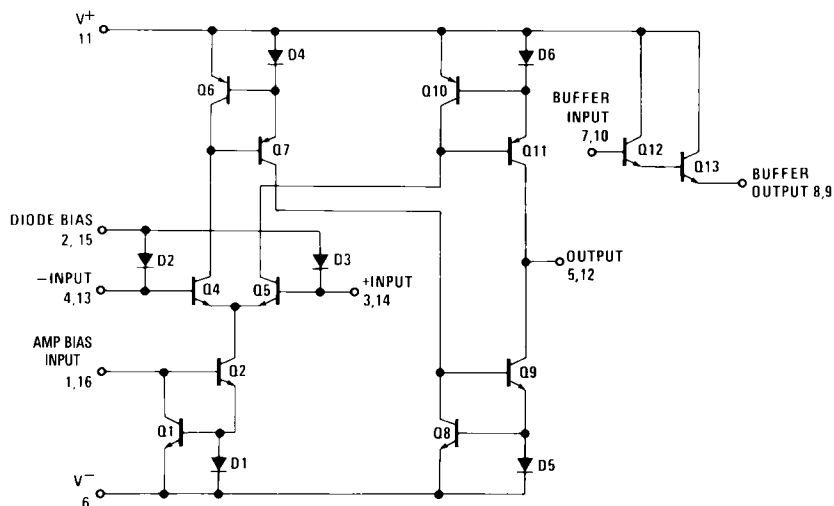 V+
11
D4
D6
Q6
Q10
BUFFER
INPUT
7,10
Q7
Q11
Q12
Q13
BUFFER
OUTPUT 8,9
DIODE BIAS
2, 15
D2
D3
OUTPUT
5,12
−INPUT
4,13
Q4
Q5
+INPUT
3,14
AMP BIAS
INPUT
1,16
Q2
Q9
Q1
Q8
D1
D5
V−
6